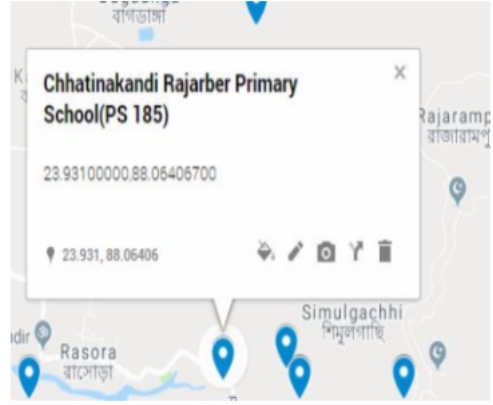 বাগডাঙ্গা
Chhatinakandi Rajarber Primary
School(PS 185)
23.93100000,88.06406700
23.931, 88.06406
Rajaramp
রাজারামপু
Simulgachhi
শিমুলগাছি
Rasora
রাসোড়া
ndir